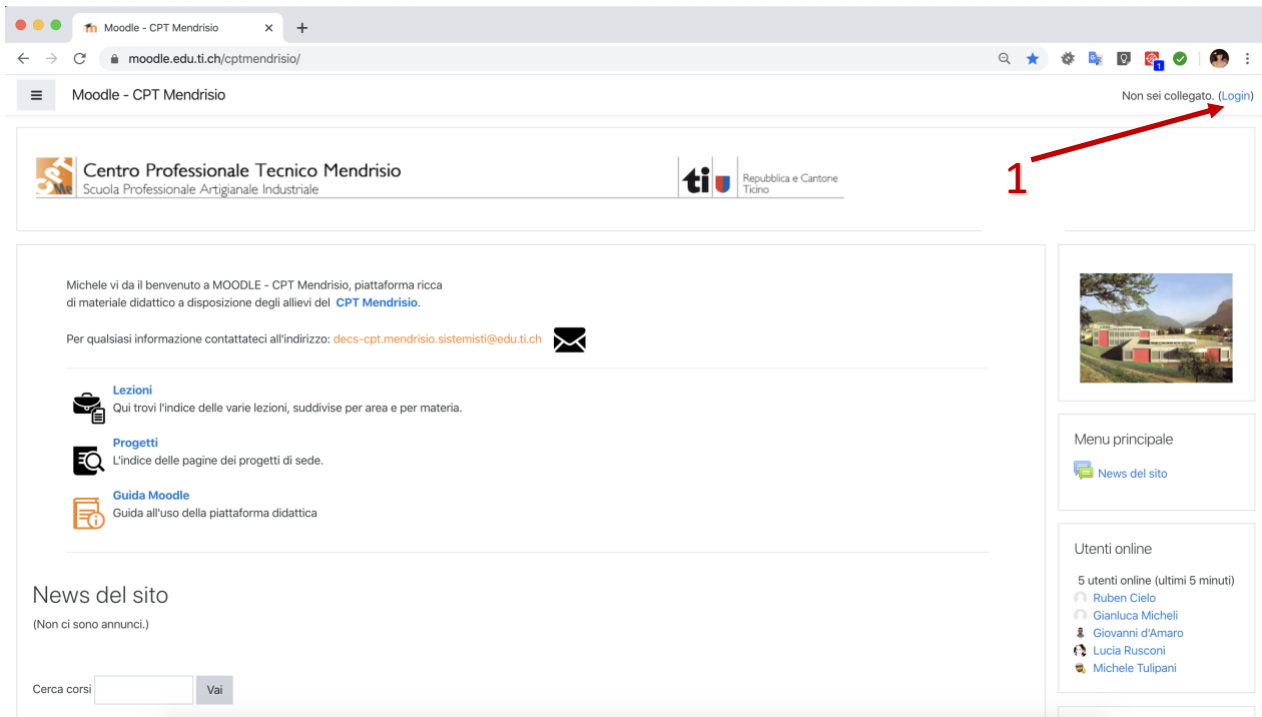 Moodle - CPT Mendrisio
moodle.edu.ti.ch/cptmendrisio/
1
Moodle - CPT Mendrisio
Non sei collegato. (Login)
1
SMe
Centro Professionale Tecnico Mendrisio
Scuola Professionale Artigianale Industriale
ti
Repubblica e Cantone
Ticino
Michele vi da il benvenuto a MOODLE - CPT Mendrisio, piattaforma ricca
di materiale didattico a disposizione degli allievi del CPT Mendrisio.
Per qualsiasi informazione contattateci all'indirizzo: decs-cpt.mendrisio.sistemisti@edu.ti.ch
Lezioni
Qui trovi l'indice delle varie lezioni, suddivise per area e per materia.
Progetti
L'indice delle pagine dei progetti di sede.
Guida Moodle
Guida all'uso della piattaforma didattica
News del sito
(Non ci sono annunci.)
Cerca corsi
Vai
Menu principale
News del sito
Utenti online
5 utenti online (ultimi 5 minuti)
Ruben Cielo
Gianluca Micheli
Giovanni d'Amaro
Lucia Rusconi
Michele Tulipani